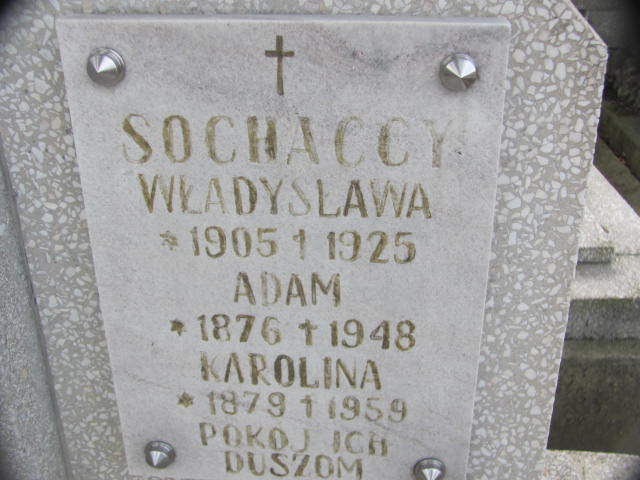 SOCHACCY
WŁADYSŁAWA
* 1905 † 1925
ADAM
* 1876 † 1948
KAROLINA
* 1879 † 1959
POKÓJ ICH
DUSZOM